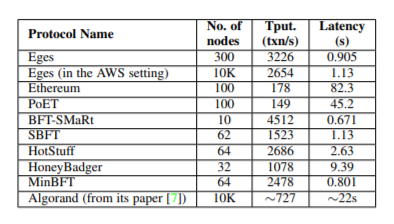 Protocol Name No. of nodes Tput. (txn/s) Latency (s)
Eges 300 3226 0.905
Eges (in the AWS setting) 10K 2654 1.13
Ethereum 100 178 82.3
PoET 100 149 45.2
BFT-SMaRt 10 4512 0.671
SBFT 62 1523 1.13
HotStuff 64 2686 2.63
HoneyBadger 32 1078 9.39
MinBFT 64 2478 0.801
Algorand (from its paper [7]) 10K ~727 ~22s